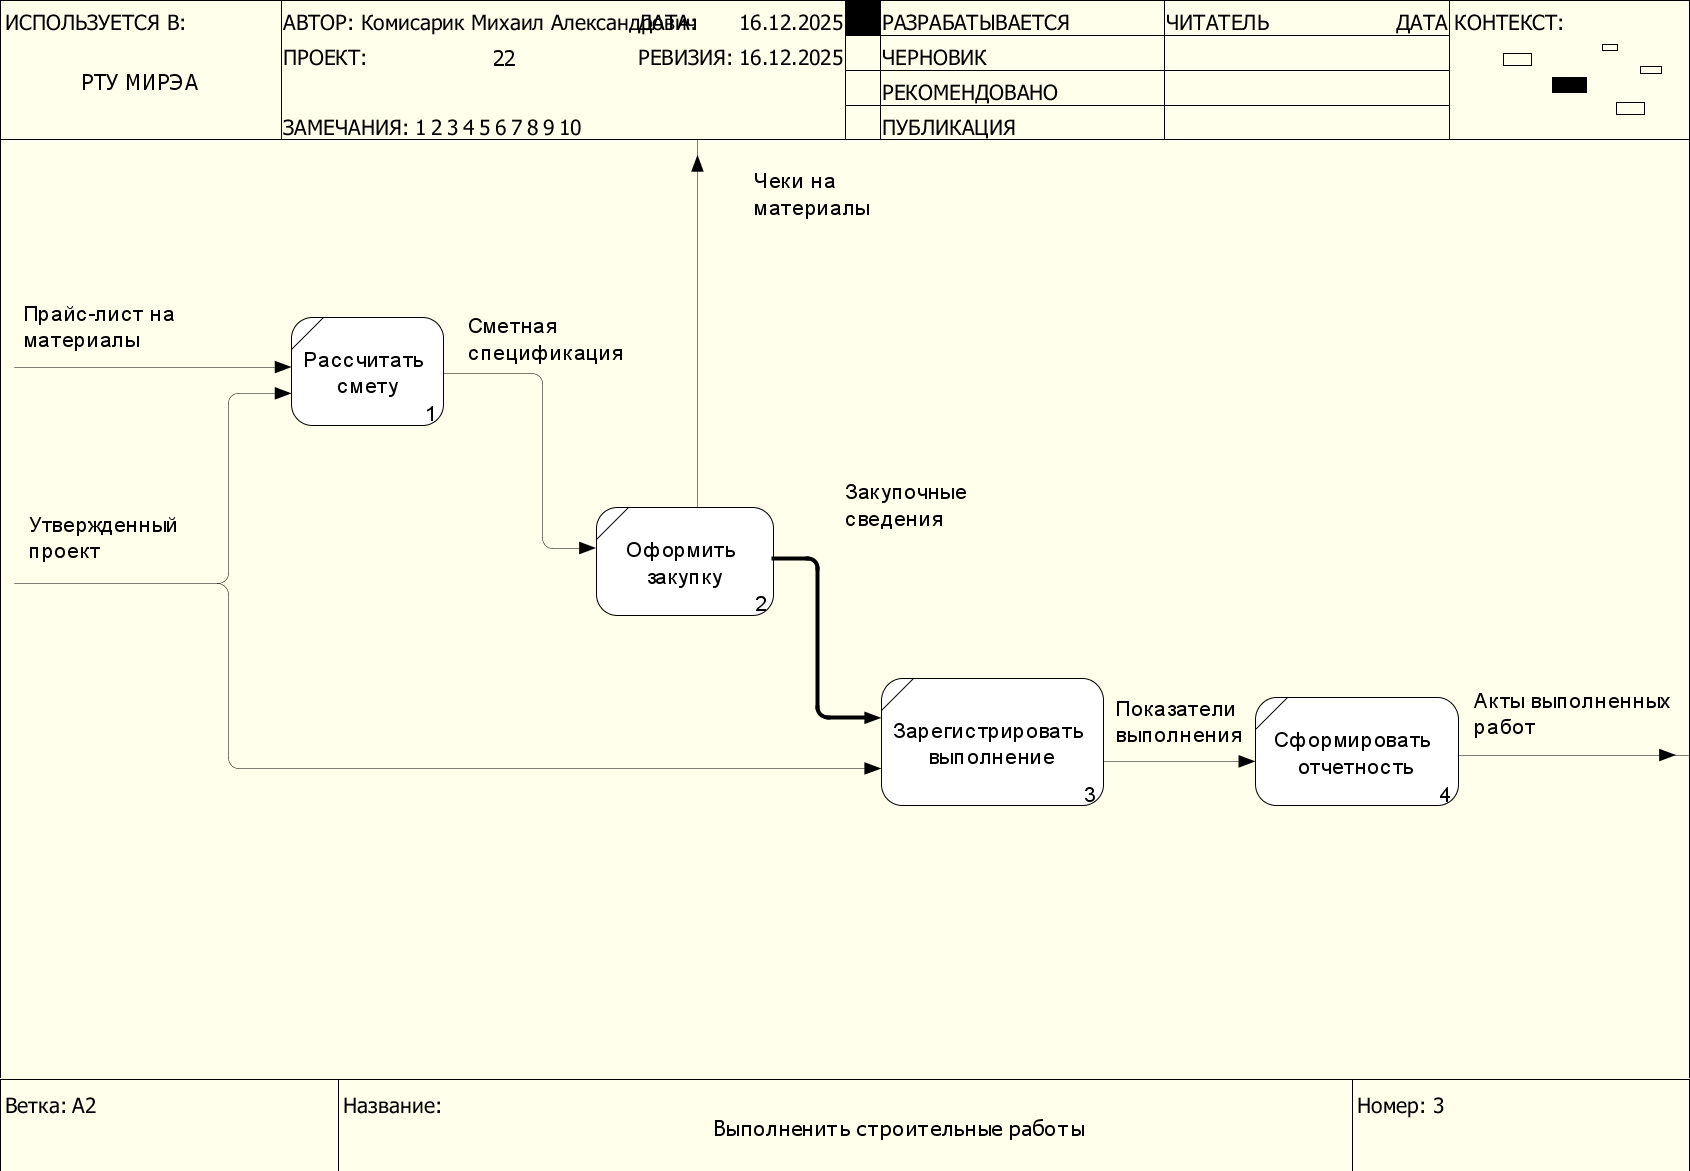 ИСПОЛЬЗУЕТСЯ В:
РТУ МИРЭА
АВТОР: Комисарик Михаил Александрович
ДАТА: 16.12.2025
ПРОЕКТ: 22
РЕВИЗИЯ: 16.12.2025
ЗАМЕЧАНИЯ: 1 2 3 4 5 6 7 8 9 10
РАЗРАБАТЫВАЕТСЯ
ЧЕРНОВИК
РЕКОМЕНДОВАНО
ПУБЛИКАЦИЯ
ЧИТАТЕЛЬ
ДАТА
КОНТЕКСТ:
Чеки на
материалы
Прайс-лист на
материалы
Рассчитать
смету
1
Сметная
спецификация
Утвержденный
проект
Оформить
закупку
2
Закупочные
сведения
Зарегистрировать
выполнение
3
Показатели
выполнения
Сформировать
отчетность
4
Акты выполненных
работ
Ветка: A2
Название:
Выполненить строительные работы
Номер: 3